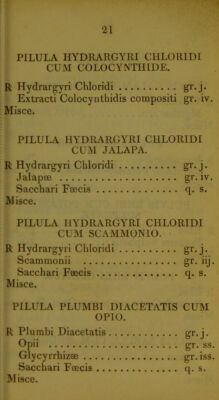 21
PILULA HYDRARGYRI CHLORIDI
CUM COLOCYNTHIDE.
R Hydrargyri Chloridi .......... gr. j.
Extracti Colocynthidis compositi gr. iv.
Misce.
PILULA HYDRARGYRI CHLORIDI
CUM JALAPA.
R Hydrargyri Chloridi .......... gr. j.
Jalapæ .................... gr. iv.
Sacchari Fœcis .............. q. s.
Misce.
PILULA HYDRARGYRI CHLORIDI
CUM SCAMMONIO.
R Hydrargyri Chloridi .......... gr. j.
Scammonii ................ gr. iij.
Sacchari Fœcis .............. q. s.
Misce.
PILULA PLUMBI DIACETATIS CUM
OPIO.
R Plumbi Diacetatis ............ gr. j.
Opii ...................... gr. ss.
Glycyrrhizæ ................ gr. iss.
Sacchari Fœcis .............. q. s.
Misce.